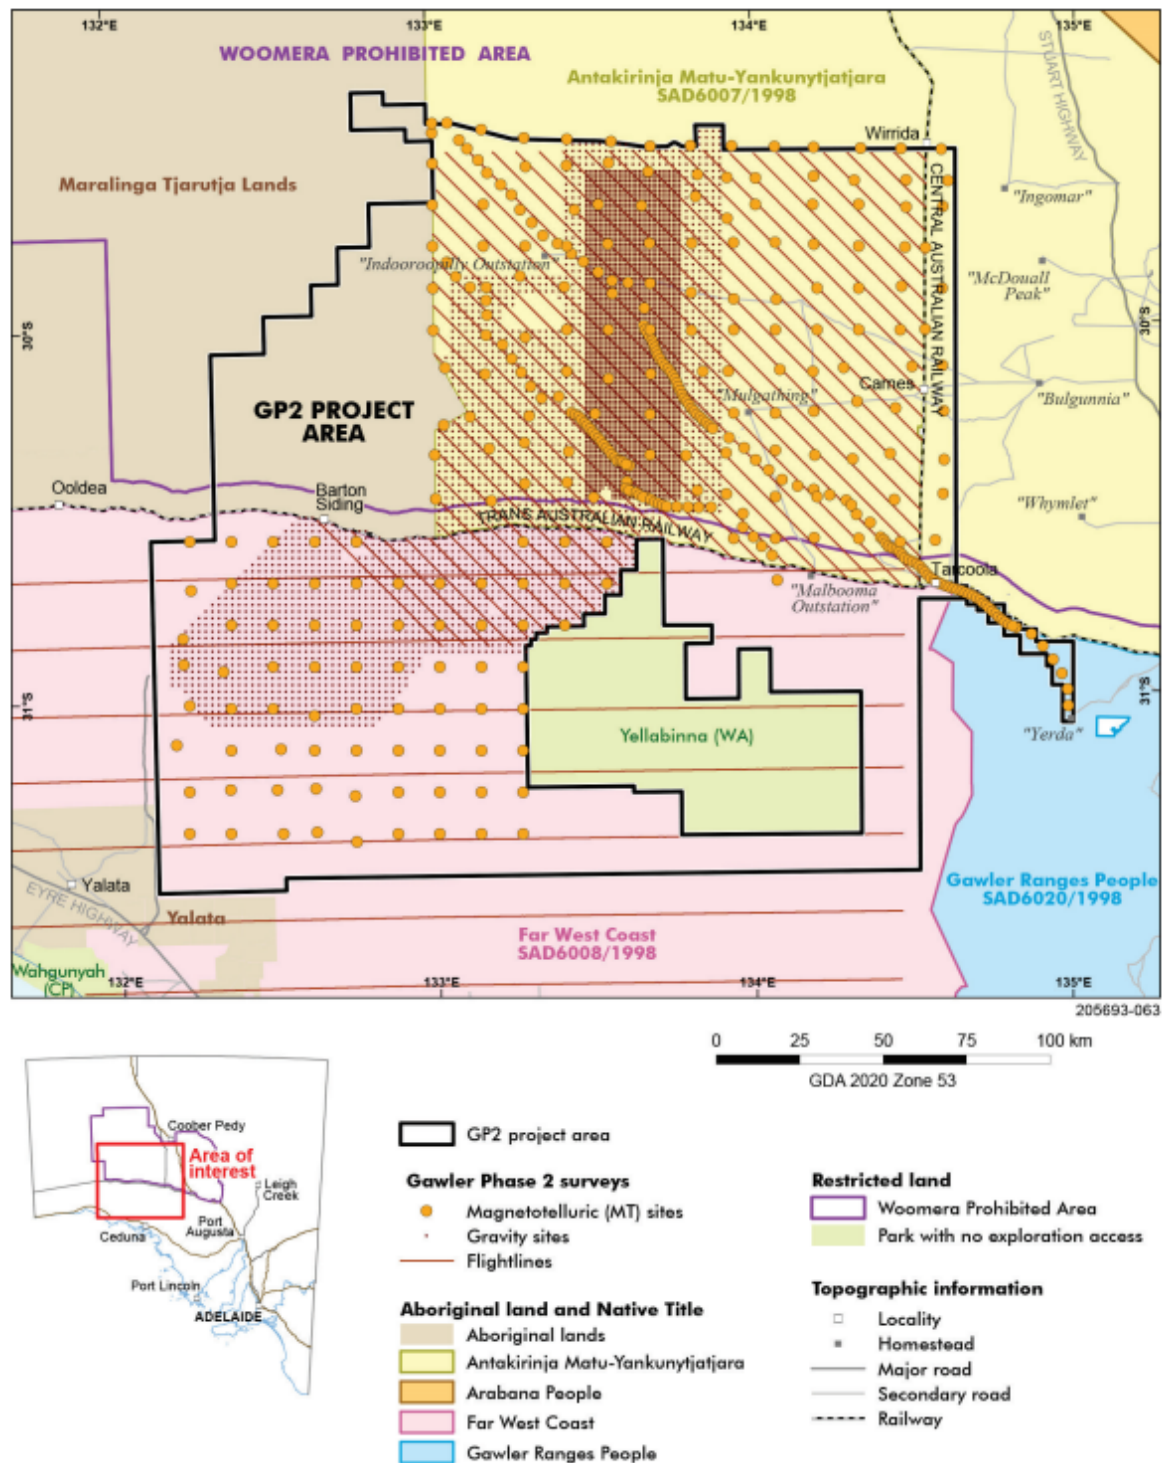 132°E
133°E
134°E
135°E
WOOMERA PROHIBITED AREA
Antakirinja Matu-Yankunytjatjara
SAD6007/1998
STUART HIGHWAY
Wirrida
CENTRAL AUSTRALIAN RAILWAY
Maralinga Tjarutja Lands
"Ingomar"
"Indooroopilly Outstation"
"McDouall
Peak"
30°S
30°S
Carnes
"Mulgathing"
"Bulgunnia"
GP2 PROJECT
AREA
Ooldea
Barton
Siding
"Whymlet"
TRANS AUSTRALIAN RAILWAY
Tarcoola
"Malbooma
Outstation"
31°S
31°S
Yellabinna (WA)
"Yerda"
Yalata
EYRE HIGHWAY
Yalata
Gawler Ranges People
SAD6020/1998
Far West Coast
SAD6008/1998
Wahgunyah
(CP)
132°E
133°E
134°E
135°E
205693-063
0 25 50 75 100 km
GDA 2020 Zone 53
Coober Pedy
Area of
interest
Leigh
Creek
Port
Augusta
Ceduna
Port Lincoln
ADELAIDE
GP2 project area
Gawler Phase 2 surveys
Magnetotelluric (MT) sites
Gravity sites
Flightlines
Aboriginal land and Native Title
Aboriginal lands
Antakirinja Matu-Yankunytjatjara
Arabana People
Far West Coast
Gawler Ranges People
Restricted land
Woomera Prohibited Area
Park with no exploration access
Topographic information
Locality
Homestead
Major road
Secondary road
Railway